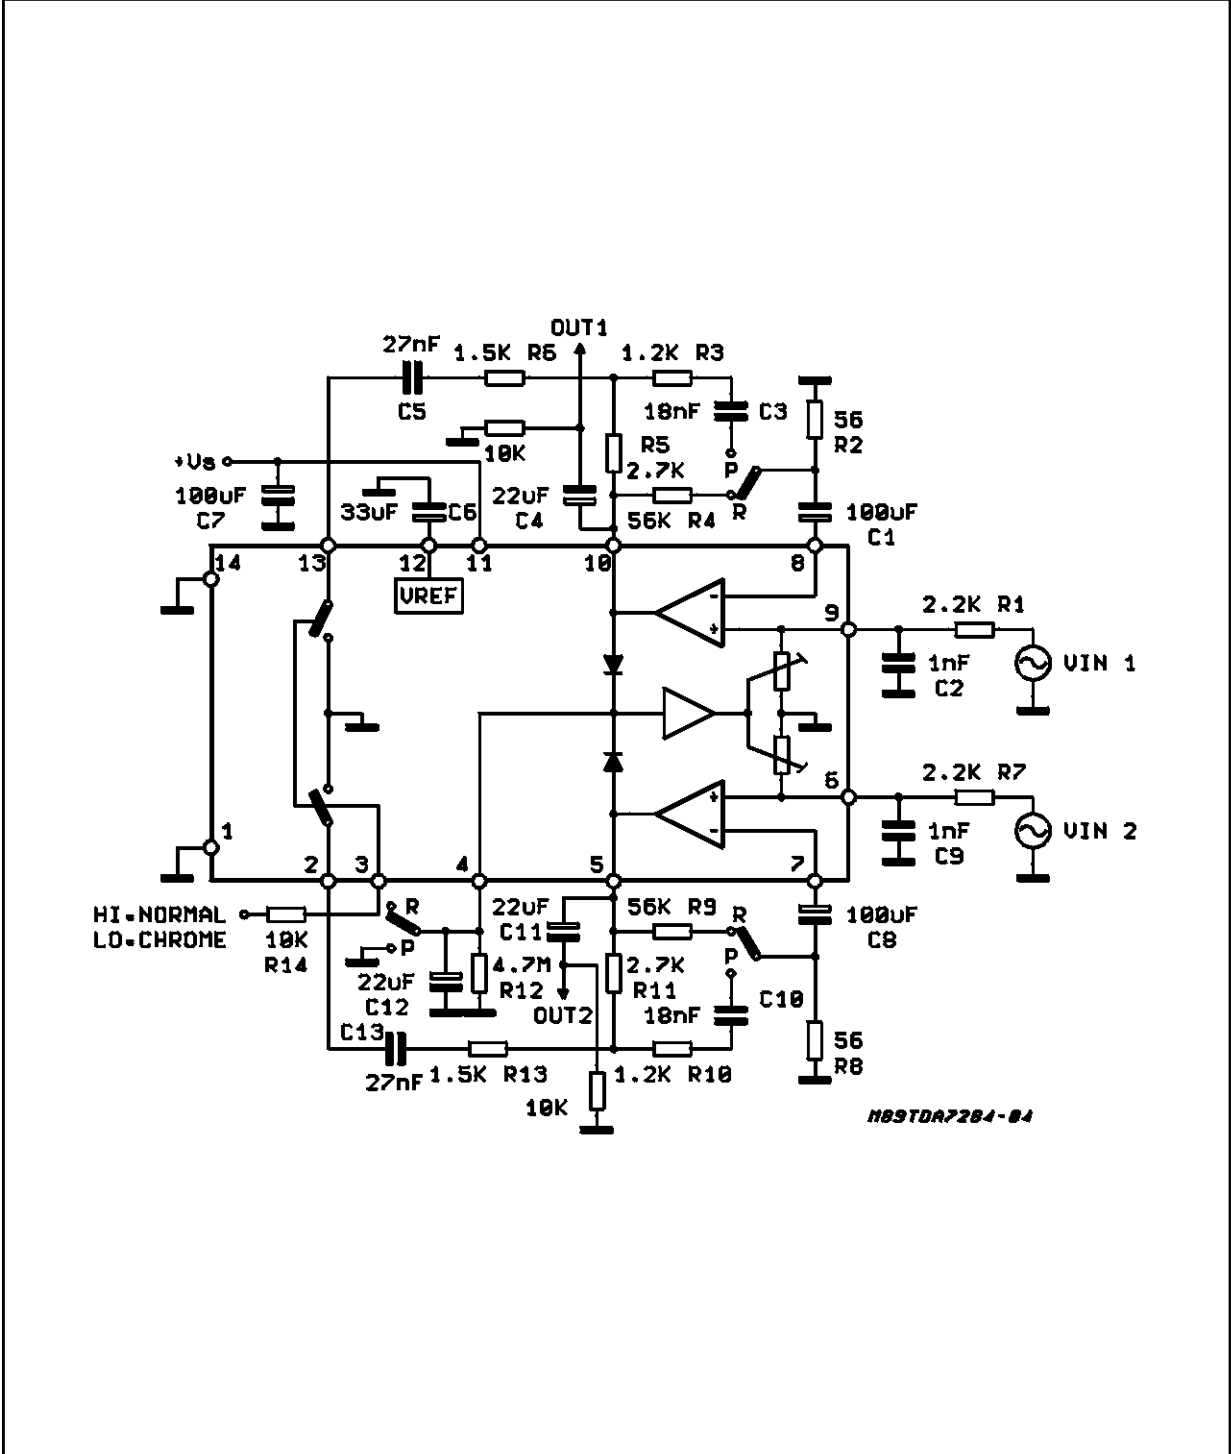 OUT1
27nF
1.5K R6
1.2K R3
C5
18nF
C3
56
R2
10K
R5
2.7K
P
+Vs
100uF
C7
33uF
C6
22uF
C4
56K R4
R
100uF
C1
14
13
12
11
10
8
VREF
-
+
9
2.2K R1
1nF
C2
VIN 1
6
2.2K R7
+
-
1nF
C9
VIN 2
1
2
3
4
5
7
HI=NORMAL
LO=CHROME
10K
R14
R
P
22uF
C11
56K R9
R
P
100uF
C8
22uF
C12
4.7M
R12
2.7K
R11
OUT2
18nF
C10
C13
27nF
1.5K R13
1.2K R10
56
R8
10K
M89TDA7284-04